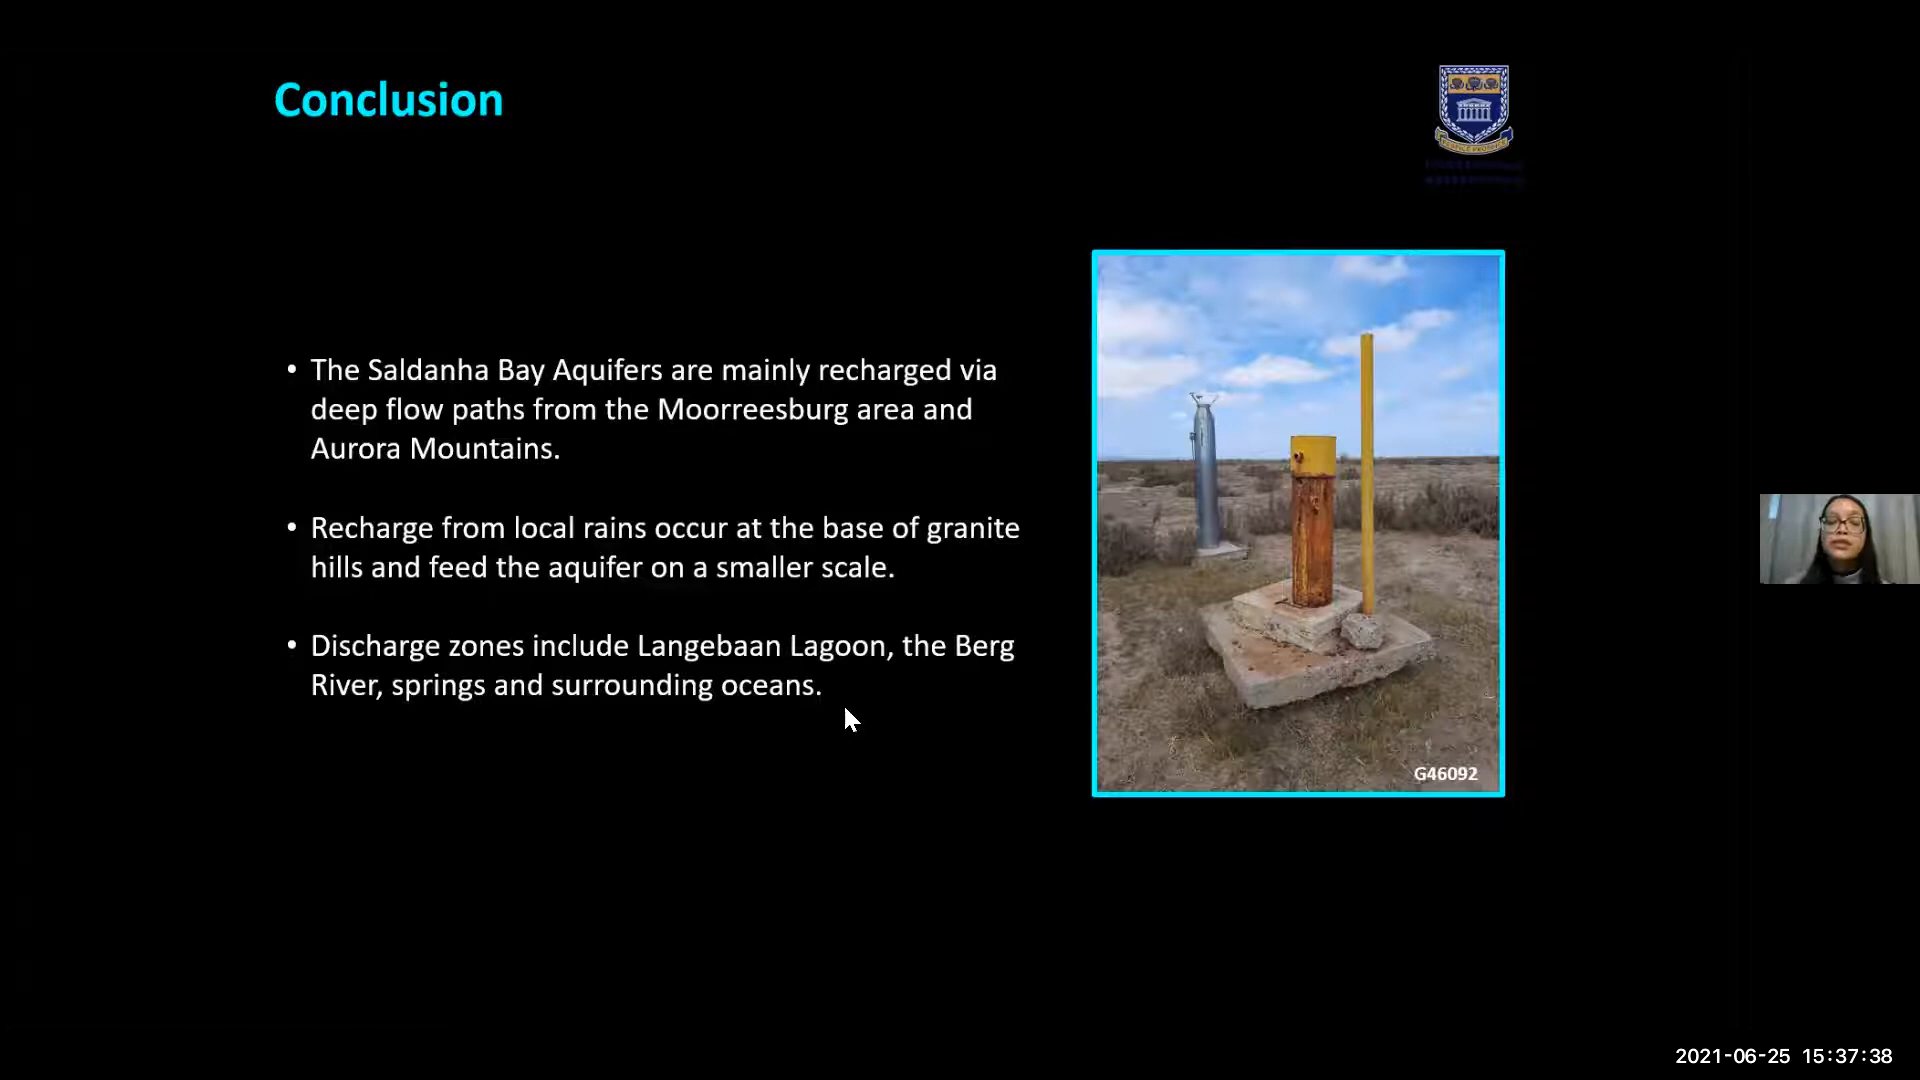 Conclusion
• The Saldanha Bay Aquifers are mainly recharged via
deep flow paths from the Moorreesburg area and
Aurora Mountains.
• Recharge from local rains occur at the base of granite
hills and feed the aquifer on a smaller scale.
• Discharge zones include Langebaan Lagoon, the Berg
River, springs and surrounding oceans.
G46092
2021-06-25 15:37:38